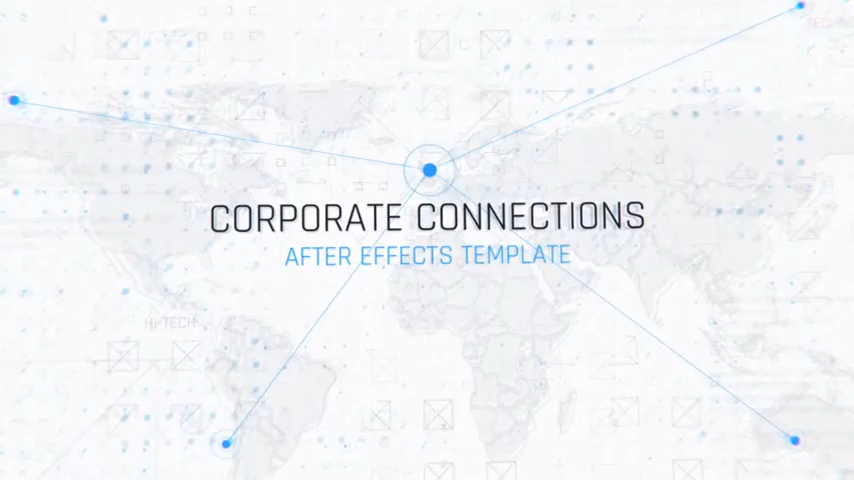 CORPORATE CONNECTIONS
AFTER EFFECTS TEMPLATE
HI-TECH